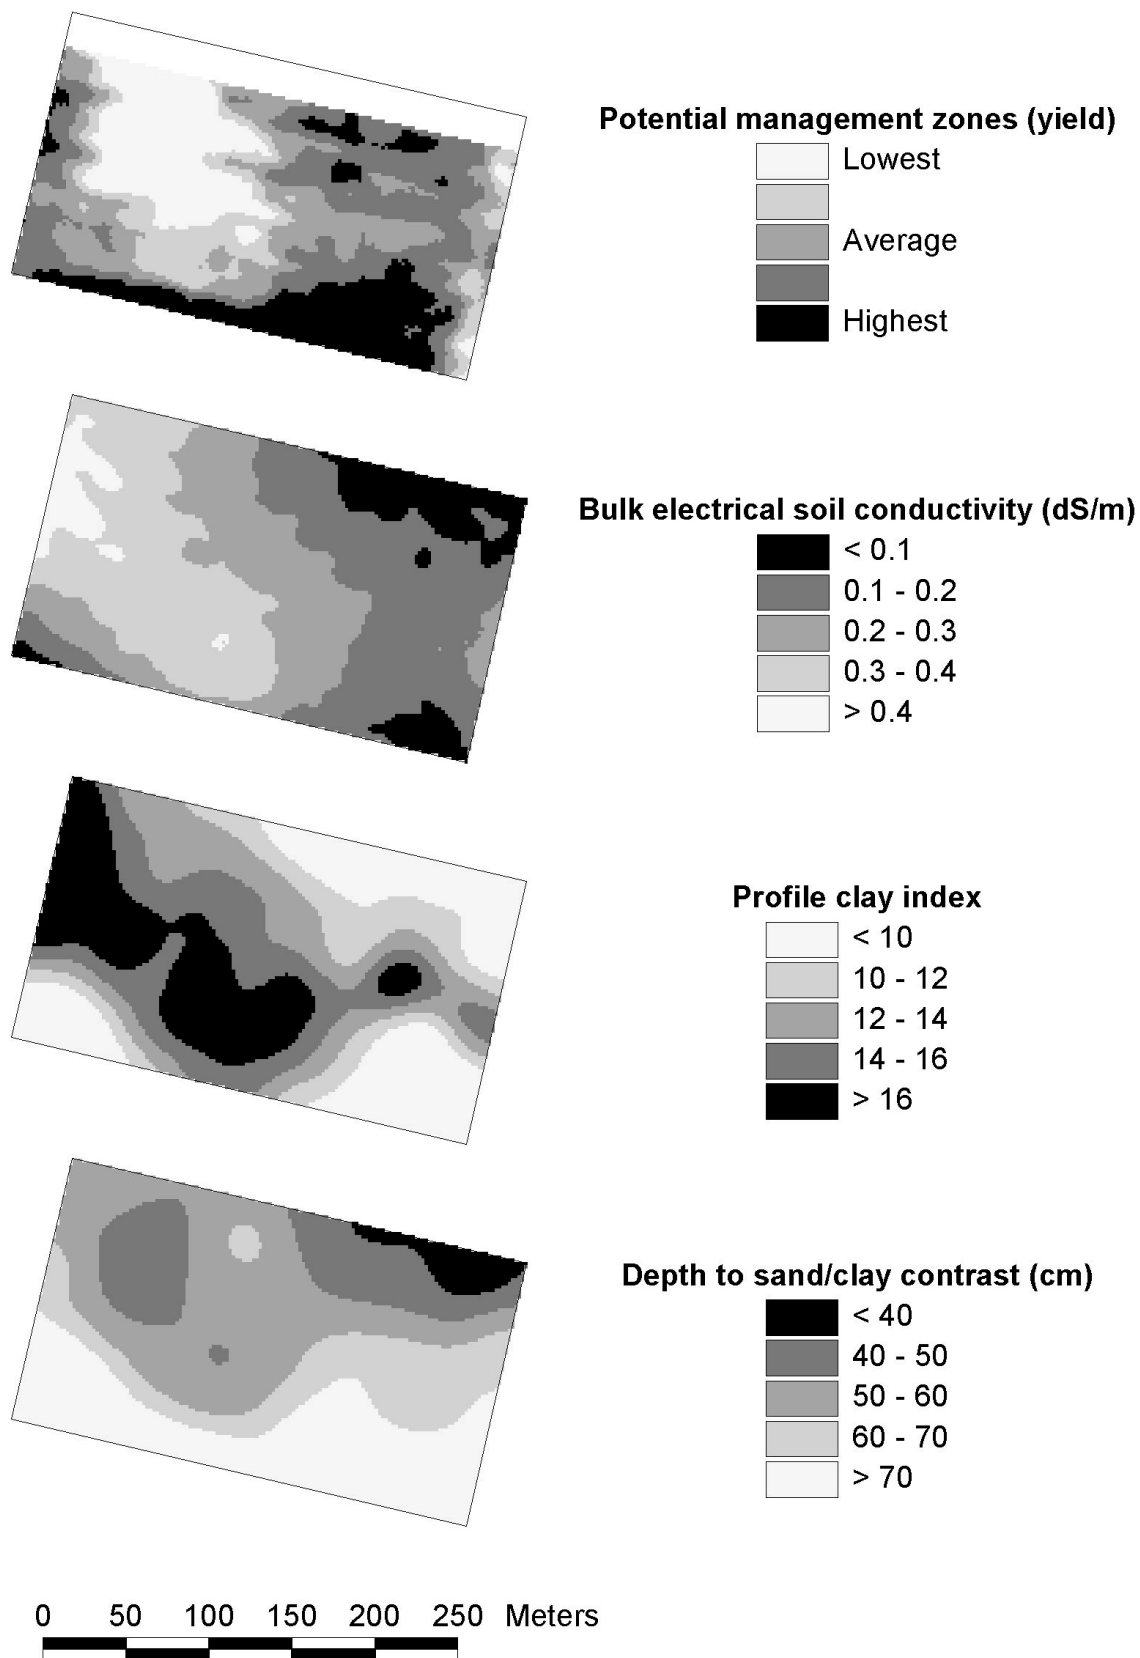 Potential management zones (yield)
Lowest
Average
Highest
Bulk electrical soil conductivity (dS/m)
< 0.1
0.1 - 0.2
0.2 - 0.3
0.3 - 0.4
> 0.4
Profile clay index
< 10
10 - 12
12 - 14
14 - 16
> 16
Depth to sand/clay contrast (cm)
< 40
40 - 50
50 - 60
60 - 70
> 70
0 50 100 150 200 250 Meters